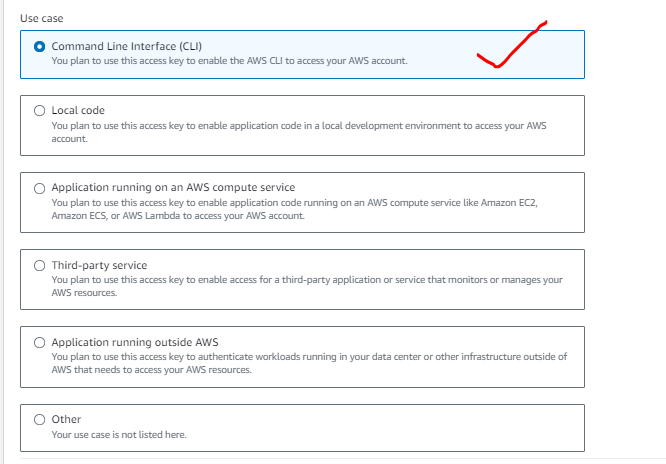 Use case
Command Line Interface (CLI)
You plan to use this access key to enable the AWS CLI to access your AWS account.
Local code
You plan to use this access key to enable application code in a local development environment to access your AWS
account.
Application running on an AWS compute service
You plan to use this access key to enable application code running on an AWS compute service like Amazon EC2,
Amazon ECS, or AWS Lambda to access your AWS account.
Third-party service
You plan to use this access key to enable access for a third-party application or service that monitors or manages your
AWS resources.
Application running outside AWS
You plan to use this access key to authenticate workloads running in your data center or other infrastructure outside of
AWS that needs to access your AWS resources.
Other
Your use case is not listed here.